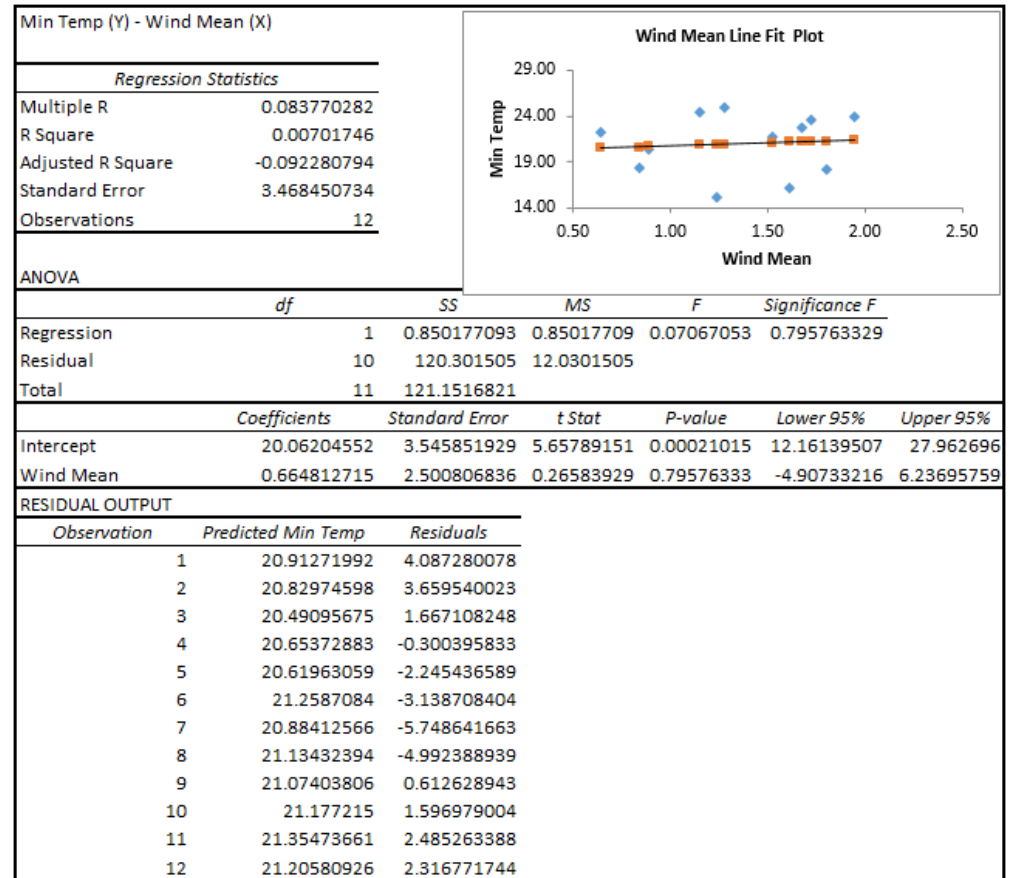 Min Temp (Y) - Wind Mean (X)
Regression Statistics
Multiple R 0.083770282
R Square 0.00701746
Adjusted R Square -0.092280794
Standard Error 3.468450734
Observations 12
Wind Mean Line Fit Plot
29.00
24.00
19.00
14.00
Min Temp
0.50 1.00 1.50 2.00 2.50
Wind Mean
ANOVA
df SS MS F Significance F
Regression 1 0.850177093 0.85017709 0.07067053 0.795763329
Residual 10 120.301505 12.0301505
Total 11 121.1516821
Coefficients Standard Error t Stat P-value Lower 95% Upper 95%
Intercept 20.06204552 3.545851929 5.65789151 0.00021015 12.16139507 27.962696
Wind Mean 0.664812715 2.500806836 0.26583929 0.79576333 -4.90733216 6.23695759
RESIDUAL OUTPUT
Observation Predicted Min Temp Residuals
1 20.91271992 4.087280078
2 20.82974598 3.659540023
3 20.49095675 1.667108248
4 20.65372883 -0.300395833
5 20.61963059 -2.245436589
6 21.2587084 -3.138708404
7 20.88412566 -5.748641663
8 21.13432394 -4.992388939
9 21.07403806 0.612628943
10 21.177215 1.596979004
11 21.35473661 2.485263388
12 21.20580926 2.316771744